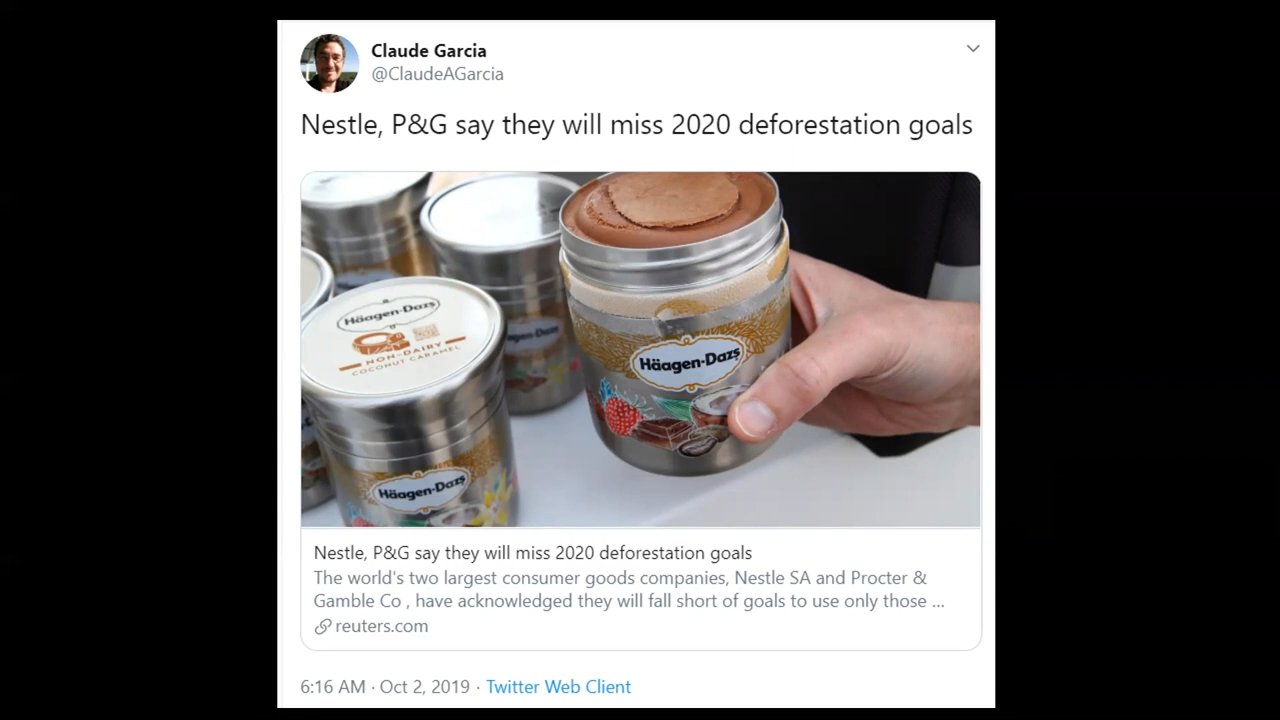 Claude Garcia
@ClaudeAGarcia
Nestle, P&G say they will miss 2020 deforestation goals
Häagen-Dazs
NON-DAIRY
COCONUT CARAMEL
Häagen-Dazs
Häagen-Dazs
Nestle, P&G say they will miss 2020 deforestation goals
The world's two largest consumer goods companies, Nestle SA and Procter &
Gamble Co , have acknowledged they will fall short of goals to use only those ...
reuters.com
6:16 AM · Oct 2, 2019 · Twitter Web Client